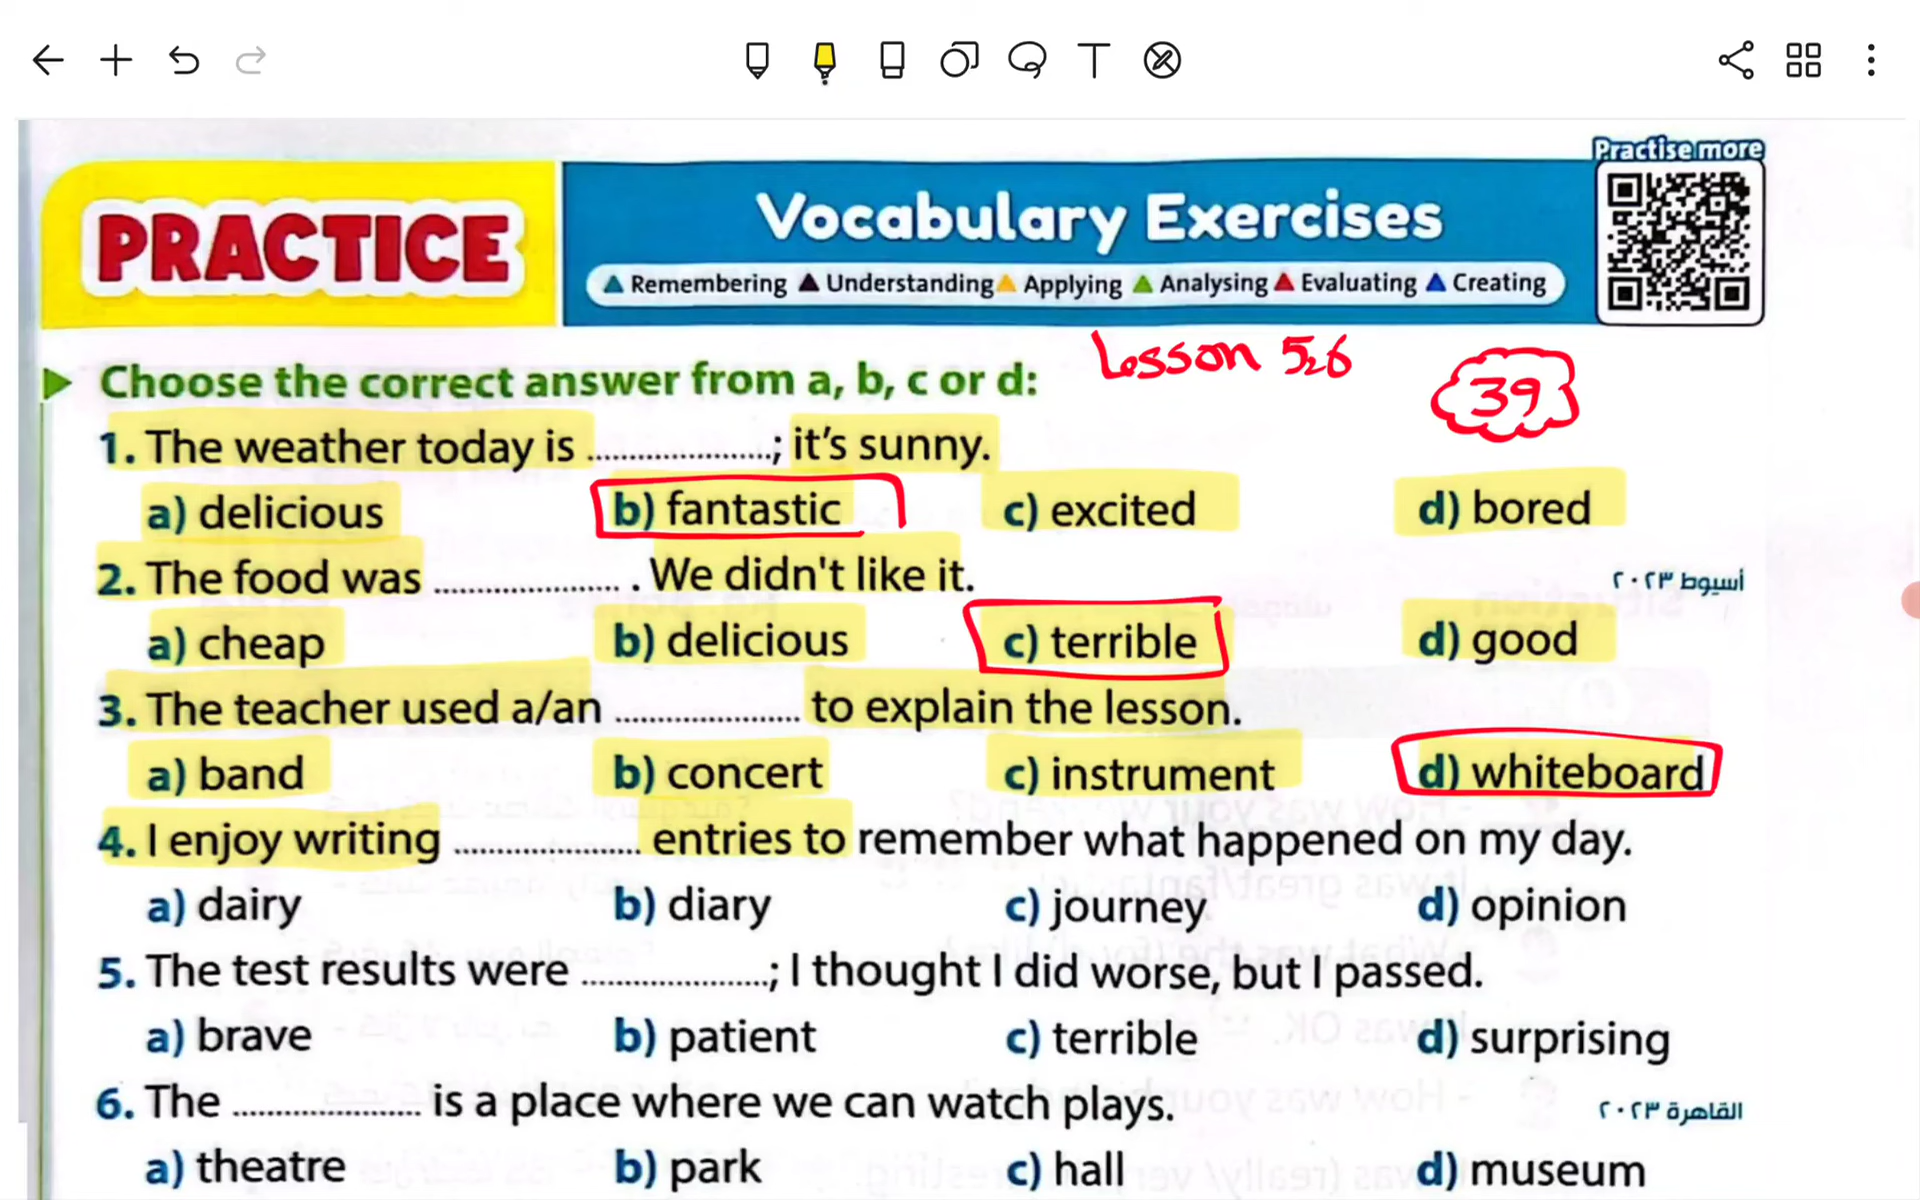 Practise more
PRACTICE
Vocabulary Exercises
Remembering Understanding Applying Analysing Evaluating Creating
Lesson 5,6
39
Choose the correct answer from a, b, c or d:
1. The weather today is ....................; it's sunny.
a) delicious b) fantastic c) excited d) bored
2. The food was .................... . We didn't like it. أسيوط ٢٠٢٣
a) cheap b) delicious c) terrible d) good
3. The teacher used a/an .................... to explain the lesson.
a) band b) concert c) instrument d) whiteboard
4. I enjoy writing .................... entries to remember what happened on my day.
a) dairy b) diary c) journey d) opinion
5. The test results were ....................; I thought I did worse, but I passed.
a) brave b) patient c) terrible d) surprising
6. The .................... is a place where we can watch plays. القاهرة ٢٠٢٣
a) theatre b) park c) hall d) museum